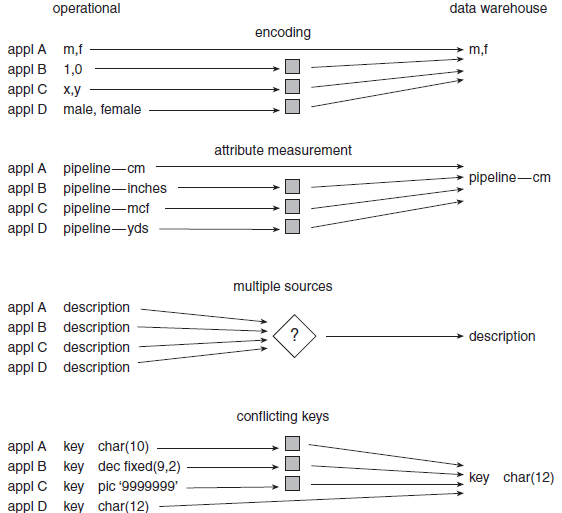 operational data warehouse
encoding
appl A m,f m,f
appl B 1,0
appl C x,y
appl D male, female
attribute measurement
appl A pipeline—cm
pipeline—cm
appl B pipeline—inches
appl C pipeline—mcf
appl D pipeline—yds
multiple sources
appl A description
appl B description
? description
appl C description
appl D description
conflicting keys
appl A key char(10)
appl B key dec fixed(9,2)
key char(12)
appl C key pic ‘9999999’
appl D key char(12)